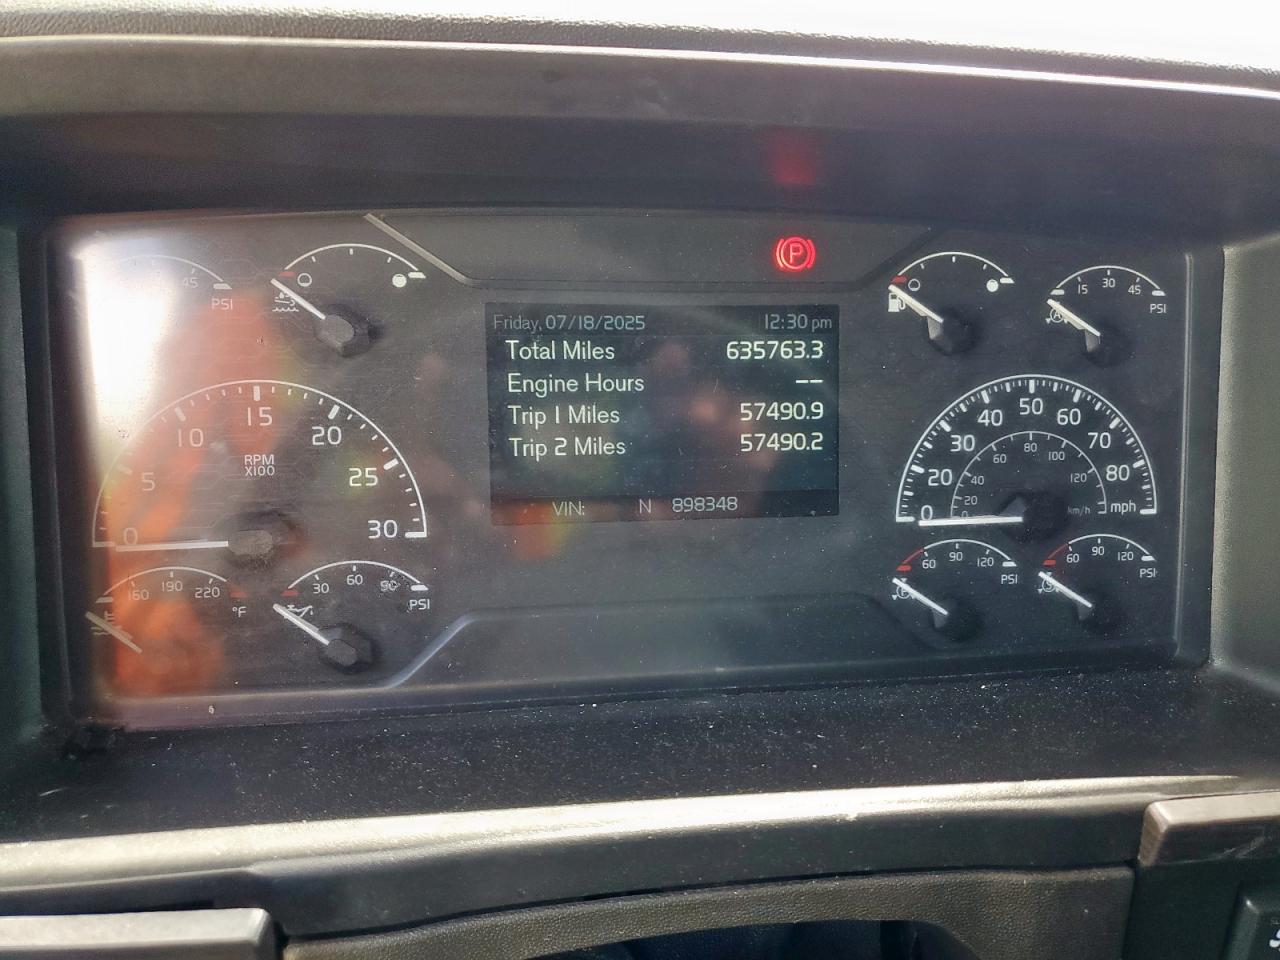 45
PSI
15 30 45
PSI
Friday, 07/18/2025 12:30 pm
Total Miles 635763.3
Engine Hours --
Trip 1 Miles 57490.9
Trip 2 Miles 57490.2
VIN: N 898348
P
A
0 5 10 15 20 25 30
RPM
X100
0 20 30 40 50 60 70 80 mph
0 20 40 60 80 100 120 km/h
160 190 220
°F
30 60 90
PSI
60 90 120
PSI
P
60 90 120
PSI
S